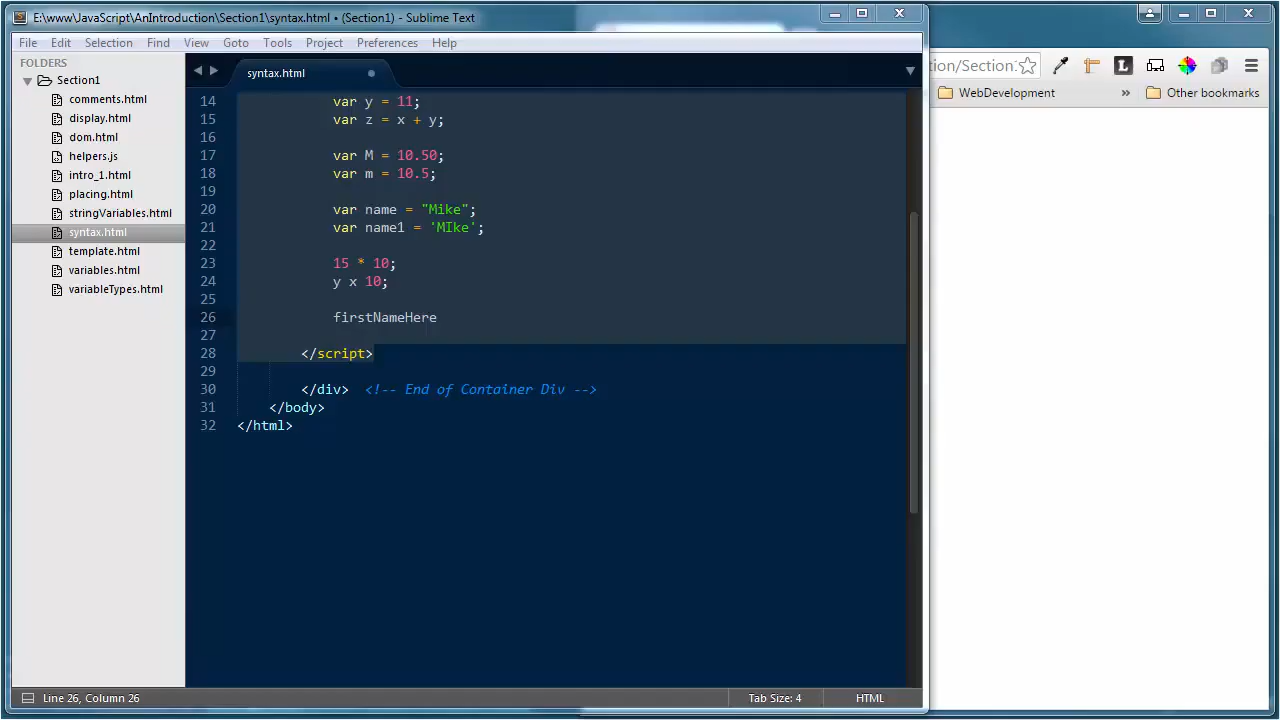 E:\www\JavaScript\AnIntroduction\Section1\syntax.html • (Section1) - Sublime Text
File Edit Selection Find View Goto Tools Project Preferences Help
FOLDERS
Section1
comments.html
display.html
dom.html
helpers.js
intro_1.html
placing.html
stringVariables.html
syntax.html
template.html
variables.html
variableTypes.html
syntax.html
14 var y = 11;
15 var z = x + y;
16
17 var M = 10.50;
18 var m = 10.5;
19
20 var name = "Mike";
21 var name1 = 'MIke';
22
23 15 * 10;
24 y x 10;
25
26 firstNameHere
27
28 </script>
29
30 </div> <!-- End of Container Div -->
31 </body>
32 </html>
Line 26, Column 26
Tab Size: 4
HTML
ion/Section
L
WebDevelopment
»
Other bookmarks